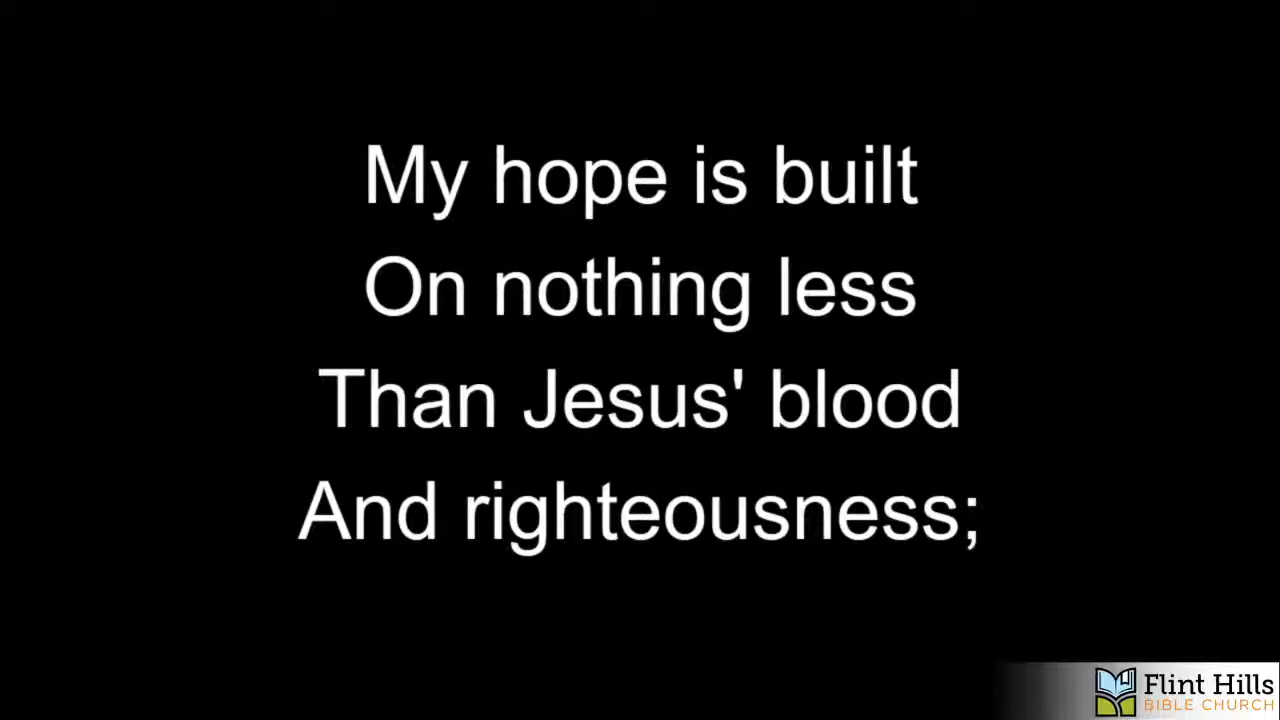 My hope is built
On nothing less
Than Jesus' blood
And righteousness;
Flint Hills
BIBLE CHURCH